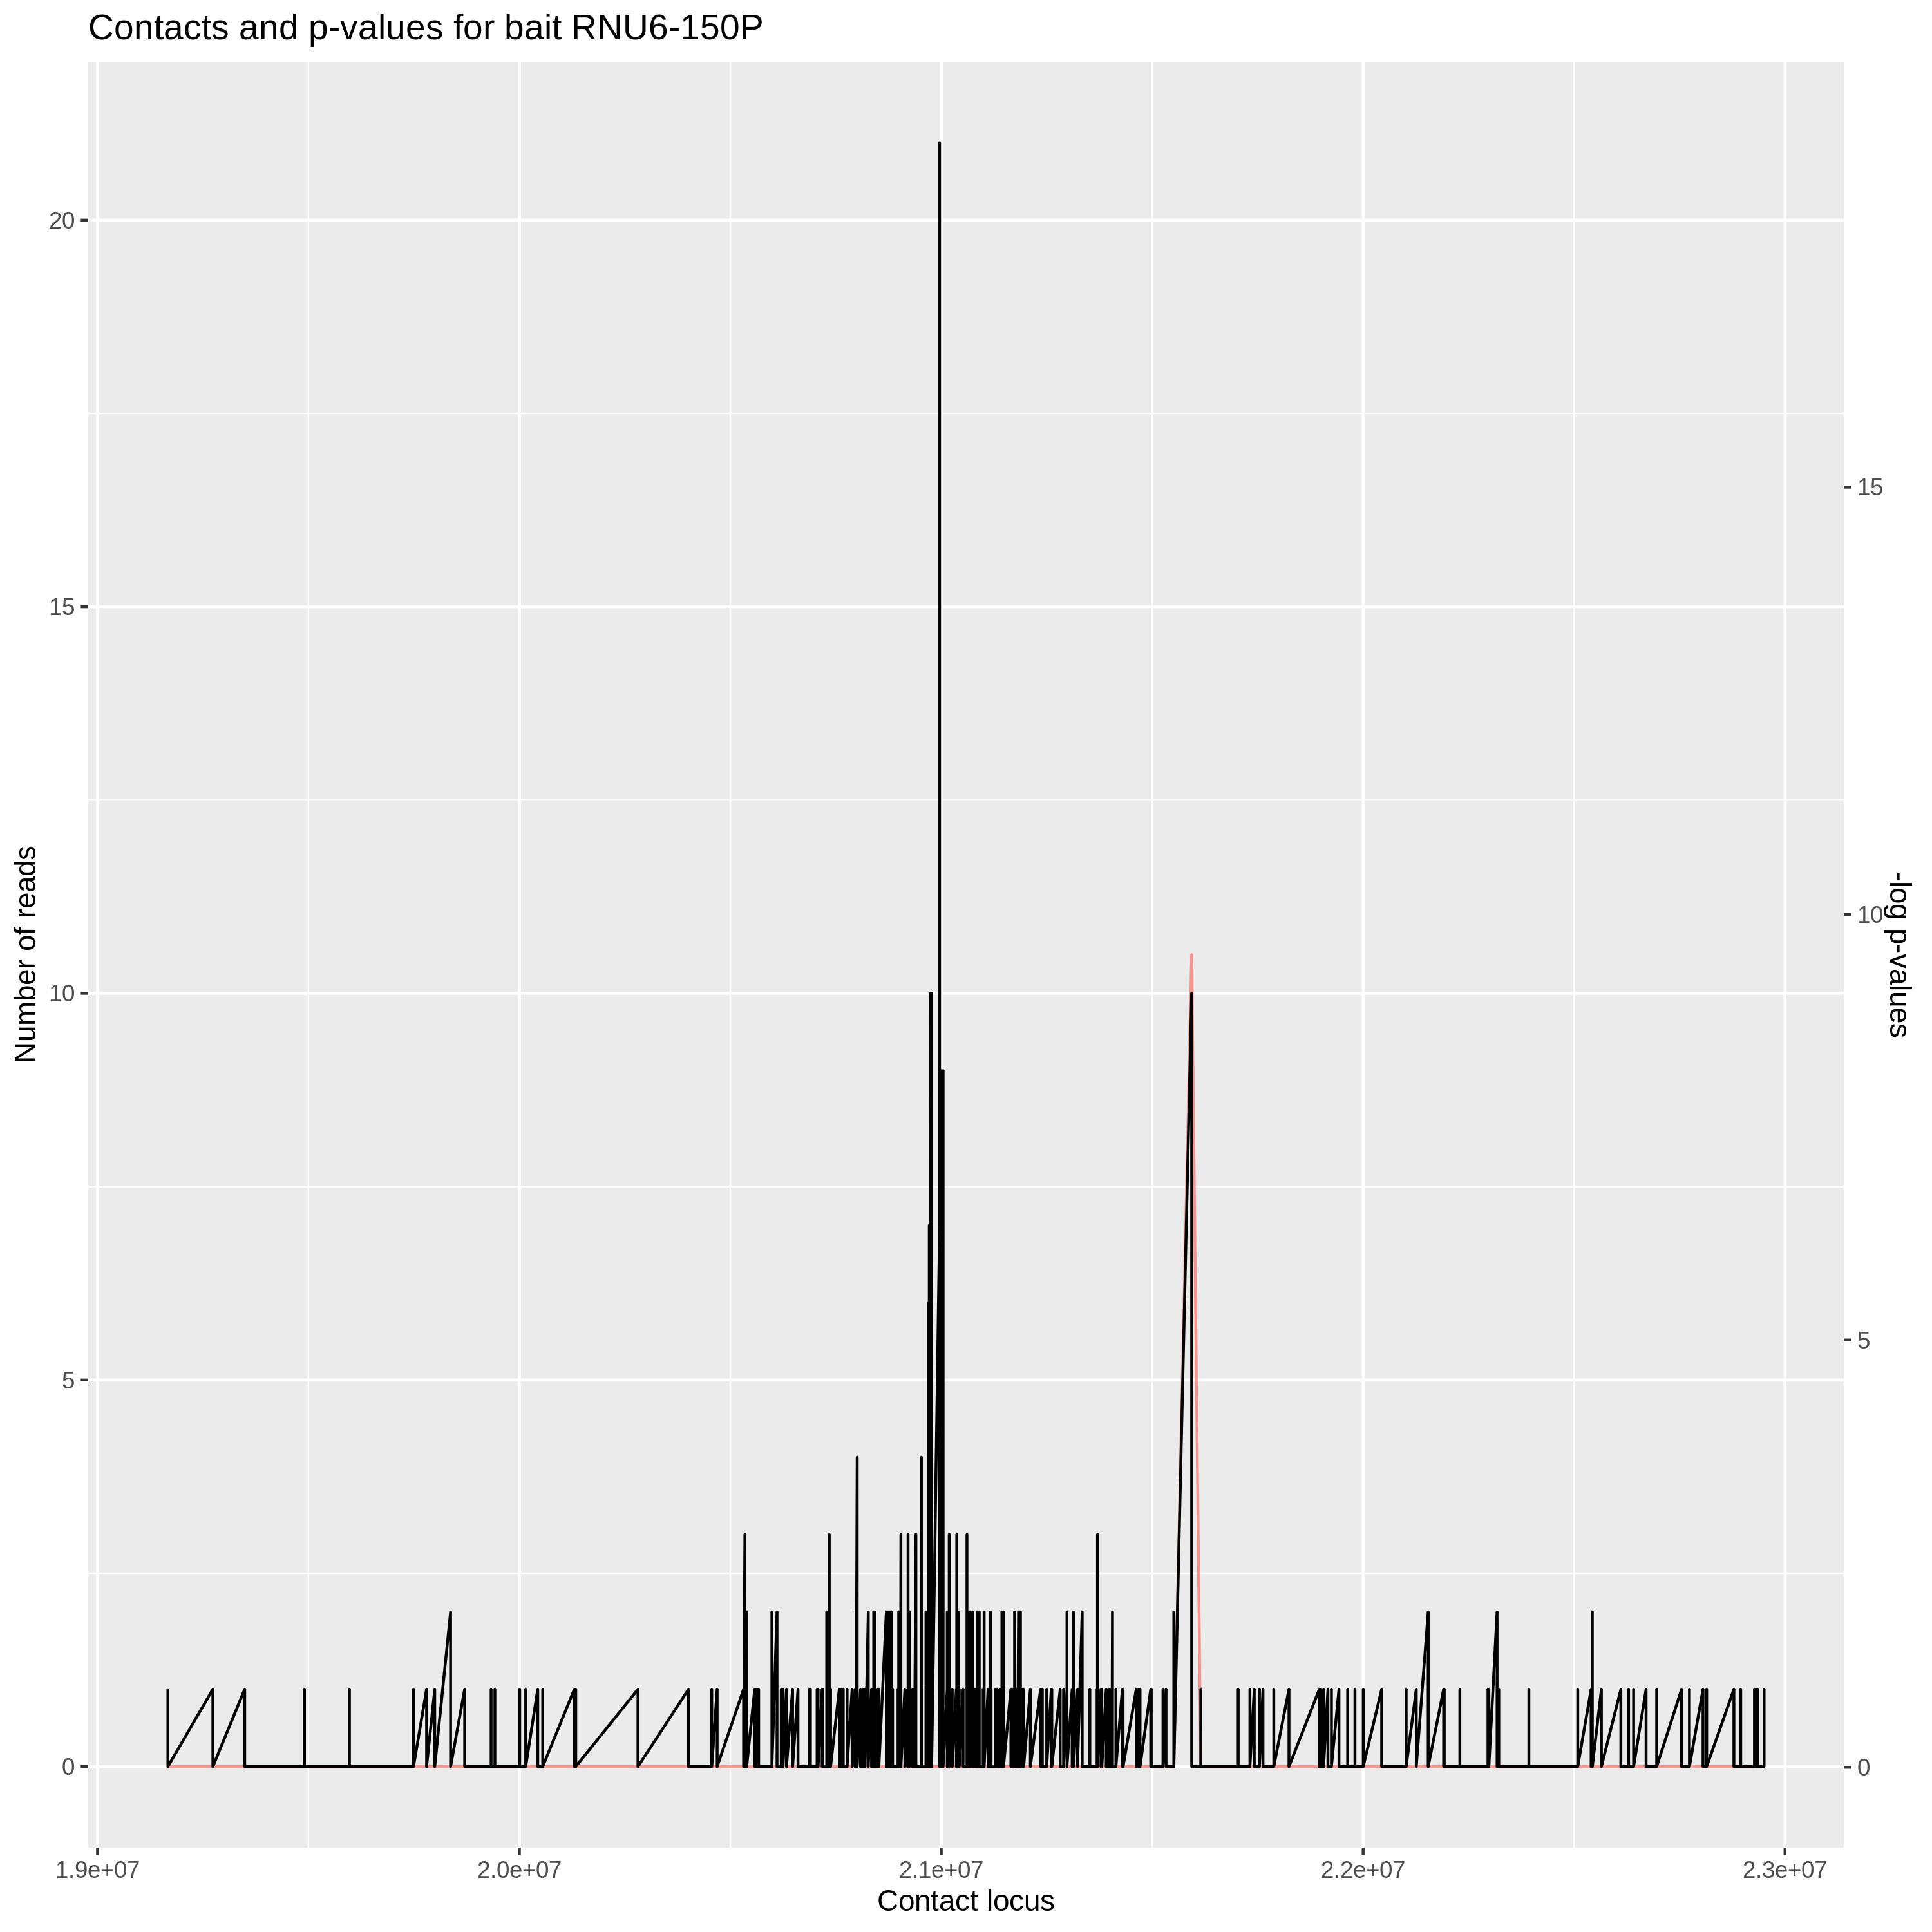 Contacts and p-values for bait RNU6-150P
20
15
10
5
0
Number of reads
15
10
5
0
-log p-values
1.9e+07
2.0e+07
2.1e+07
2.2e+07
2.3e+07
Contact locus